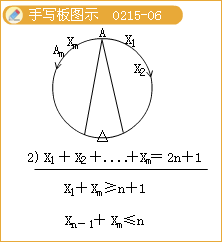 手写板图示 0215-06
A
Xm X1
Am X2
2) X1+X2+....+Xm=2n+1
X1+Xm≥n+1
Xn-1+Xm≤n